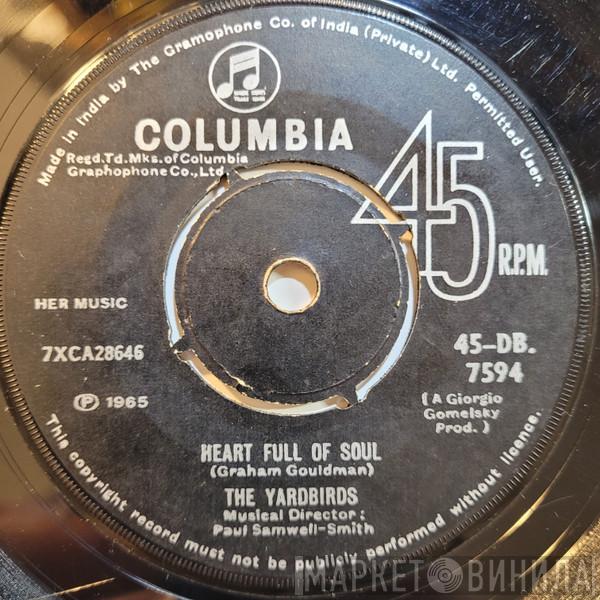 Made in India by The Gramophone Co. of India (Private) Ltd. Permitted User.
COLUMBIA
Regd.Td.Mks.of Columbia
Graphophone Co.,Ltd.
45
R.P.M.
HER MUSIC
7XCA28646
45-DB.
7594
Ⓟ 1965
(A Giorgio
Gomelsky
Prod.)
HEART FULL OF SOUL
(Graham Gouldman)
THE YARDBIRDS
Musical Director:
Paul Samwell-Smith
This copyright record must not be publicly performed without licence.
МАРКЕТ ВИНИЛА